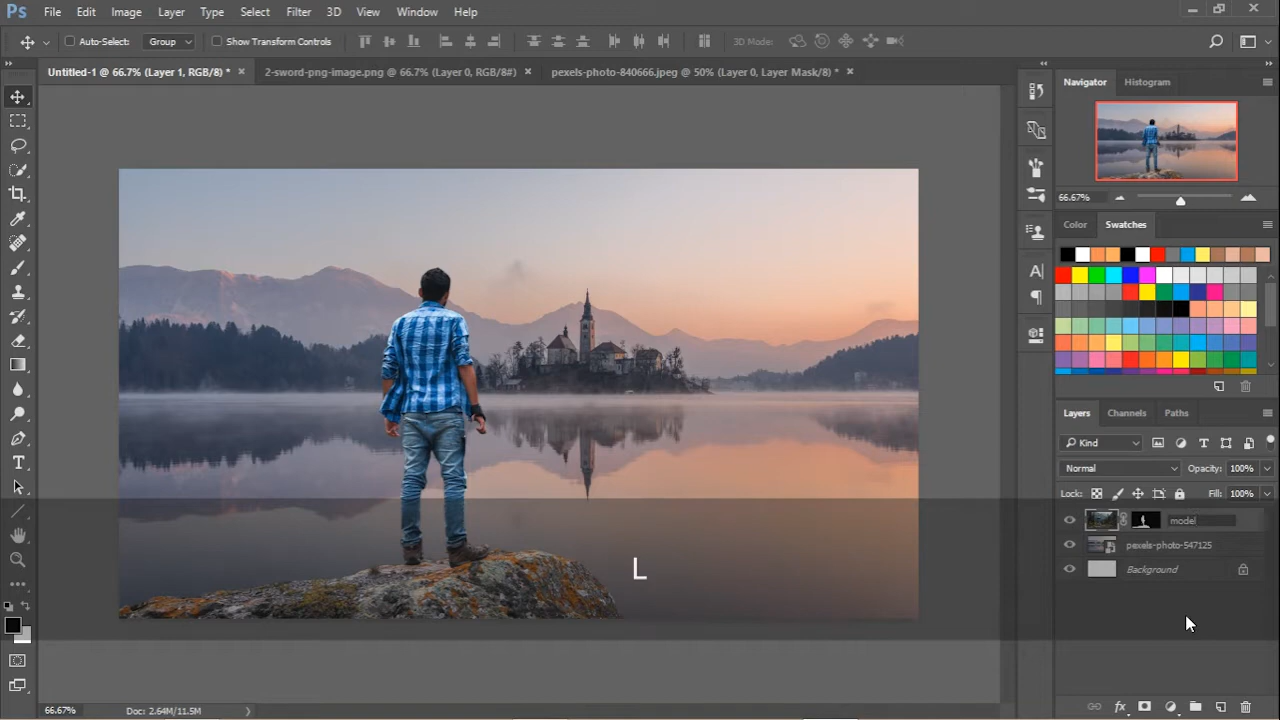 Ps File Edit Image Layer Type Select Filter 3D View Window Help
Auto-Select: Group Show Transform Controls 3D Mode:
Untitled-1 @ 66.7% (Layer 1, RGB/8) * 2-sword-png-image.png @ 66.7% (Layer 0, RGB/8#) pexels-photo-840666.jpeg @ 50% (Layer 0, Layer Mask/8) *
Navigator Histogram
66.67%
Color Swatches
Layers Channels Paths
Kind
Normal Opacity: 100%
Lock: Fill: 100%
model
pexels-photo-547125
Background
L
66.67% Doc: 2.64M/11.5M